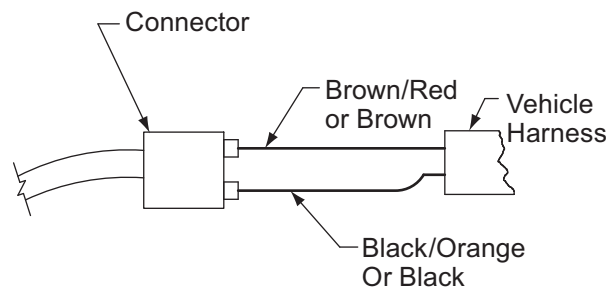 Connector
Brown/Red
or Brown
Vehicle
Harness
Black/Orange
Or Black